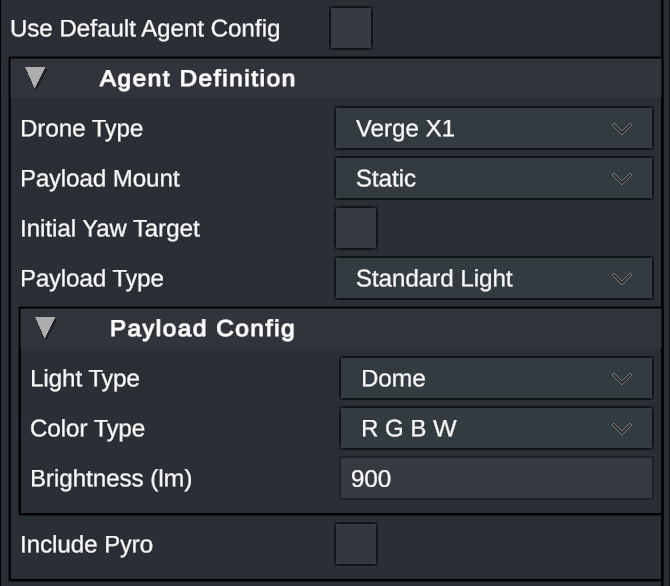 Use Default Agent Config
Agent Definition
Drone Type Verge X1
Payload Mount Static
Initial Yaw Target
Payload Type Standard Light
Payload Config
Light Type Dome
Color Type R G B W
Brightness (lm) 900
Include Pyro